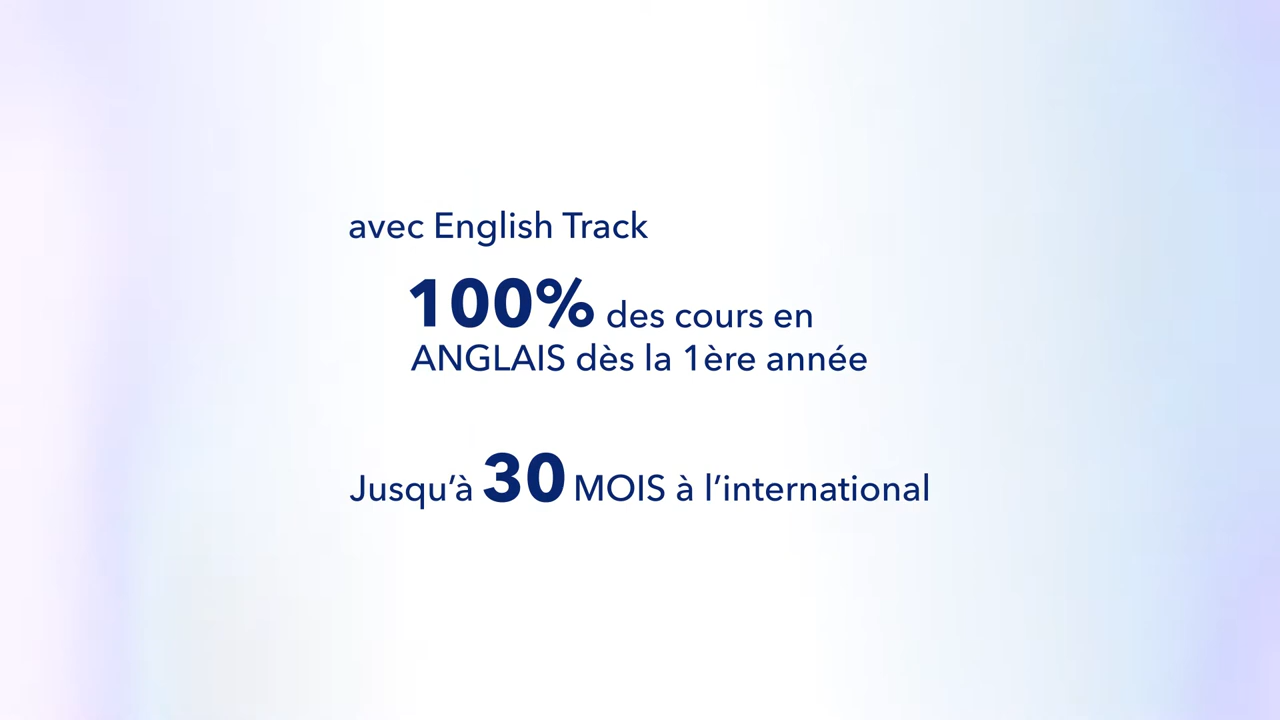 avec English Track
100% des cours en
ANGLAIS dès la 1ère année
Jusqu’à 30 MOIS à l’international